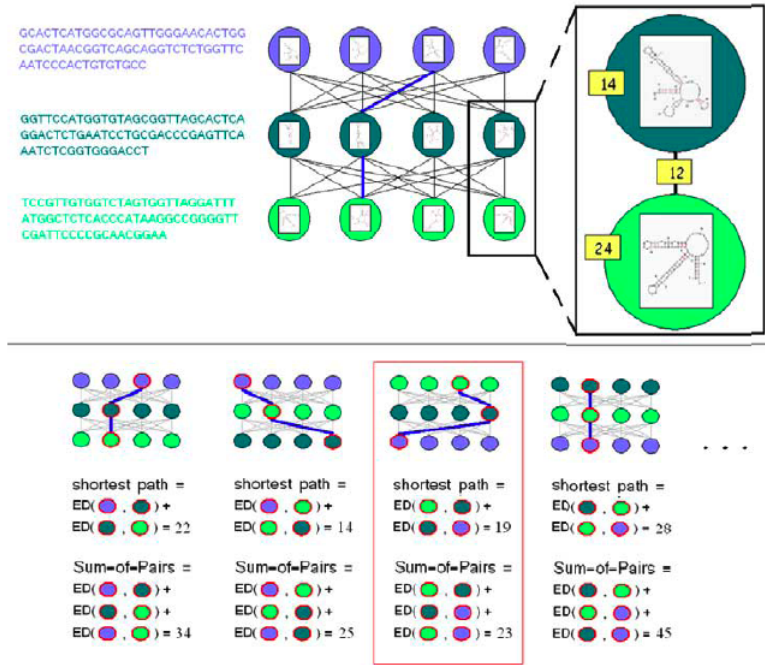 GCACTCATGGCGCAGTTGGGAACACTGG
CGACTAACGGTCAGCAGGTCTCTGGTTC
AATCCCACTGTGTGCC
GGTTCCATGGTGTAGCGGTTAGCACTCA
GGACTCTGAATCCTGCGACCCGAGTTCA
AATCTCGGTGGGACCT
TCCGTTGTGGTCTAGTGGTTAGGATTT
ATGGCTCTCACCCATAAGGCCGGGGTT
CGATTCCCCGCAACGGAA
14
12
24
shortest path =
ED( , ) +
ED( , ) = 22
Sum-of-Pairs =
ED( , ) +
ED( , ) +
ED( , ) = 34
shortest path =
ED( , ) +
ED( , ) = 14
Sum-of-Pairs =
ED( , ) +
ED( , ) +
ED( , ) = 25
shortest path =
ED( , ) +
ED( , ) = 19
Sum-of-Pairs =
ED( , ) +
ED( , ) +
ED( , ) = 23
shortest path =
ED( , ) +
ED( , ) = 28
Sum-of-Pairs =
ED( , ) +
ED( , ) +
ED( , ) = 45
. . .